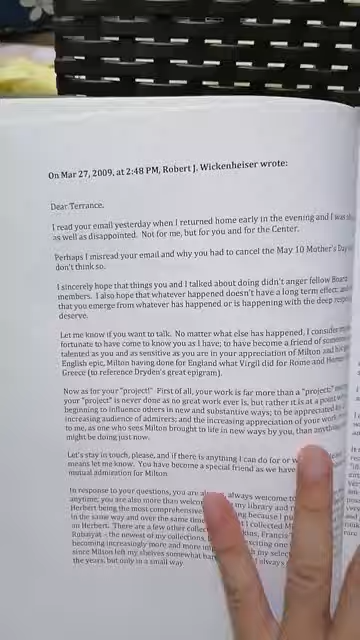 On Mar 27, 2009, at 2:48 PM, Robert J. Wickenheiser wrote:
Dear Terrance,
I read your email yesterday when I returned home early in the evening and I was
as well as disappointed. Not for me, but for you and for the Center.
Perhaps I misread your email and why you had to cancel the May 10 Mother's Day
don't think so.
I sincerely hope that things you and I talked about doing didn't anger fellow Board
members. I also hope that whatever happened doesn't have a long term effect, and
that you emerge from whatever has happened or is happening with the deep
deserve.
Let me know if you want to talk. No matter what else has happened, I consider
fortunate to have come to know you as I have; to have become a friend of
talented as you and as sensitive as you are in your appreciation of Milton and his
English epic, Milton having done for England what Virgil did for Rome and
Greece (to reference Dryden's great epigram).
Now as for your "project!" First of all, your work is far more than a "project;"
your "project" is never done as no great work ever is, but rather it is at a point
beginning to influence others in new and substantive ways; to be appreciated
increasing audience of admirers; and the increasing appreciation of your work
to me, as one who sees Milton brought to life in new ways by you, than anything
might be doing just now.
Let's stay in touch, please, and if there is anything I can do for or
means let me know. You have become a special friend as we have
mutual admiration for Milton
In response to your questions, you are always welcome to
anytime; you are also more than my library and
Herbert being the most comprehensive because I
in the same way and over the same time I collected
on Herbert. There are a few other Francis
Rubaiyat - the newest of my collections, exciting one
becoming increasingly more and more my
since Milton left my shelves somewhat always
the years, but only in a small way